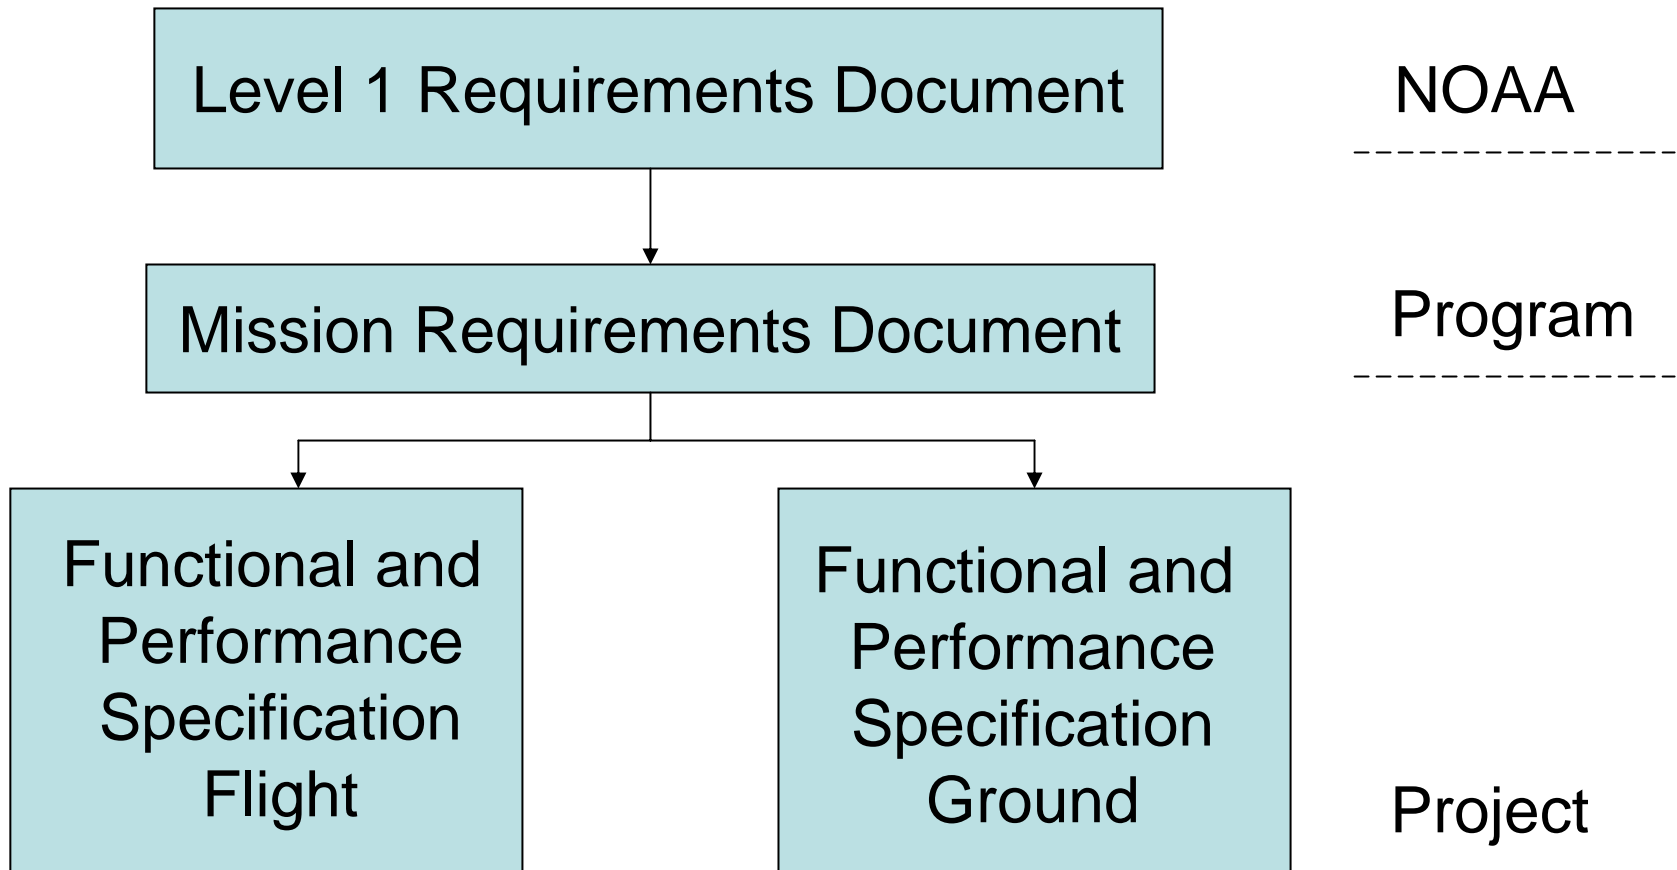 Level 1 Requirements Document
NOAA
Mission Requirements Document
Program
Functional and
Performance
Specification
Flight
Functional and
Performance
Specification
Ground
Project